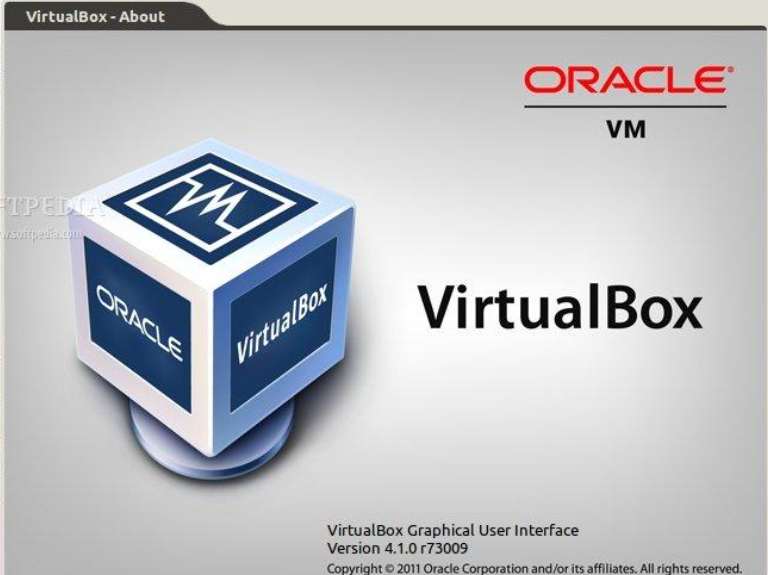 VirtualBox - About
ORACLE®
VM
ORACLE
VirtualBox
VirtualBox
VirtualBox Graphical User Interface
Version 4.1.0 r73009
Copyright © 2011 Oracle Corporation and/or its affiliates. All rights reserved.